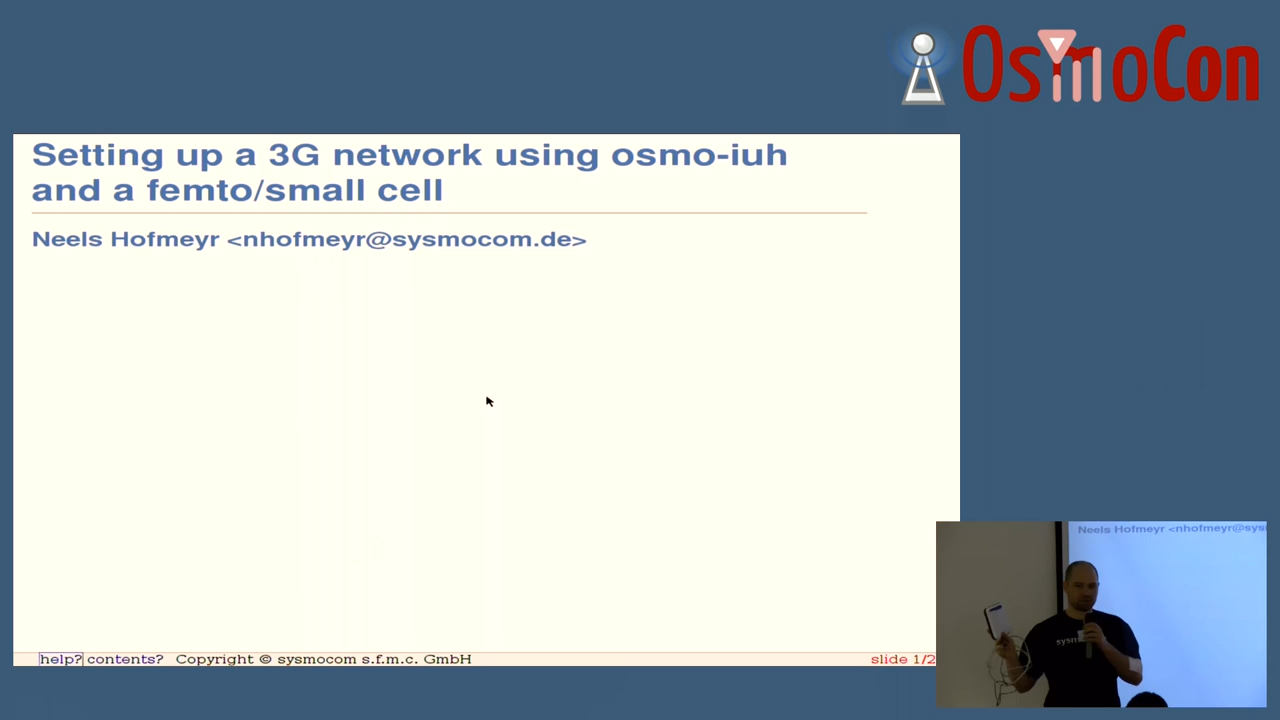 OsmoCon
Setting up a 3G network using osmo-iuh
and a femto/small cell
Neels Hofmeyr <nhofmeyr@sysmocom.de>
help? contents? Copyright © sysmocom s.f.m.c. GmbH
slide 1/2
Neels Hofmeyr <nhofmeyr@sys
sysm